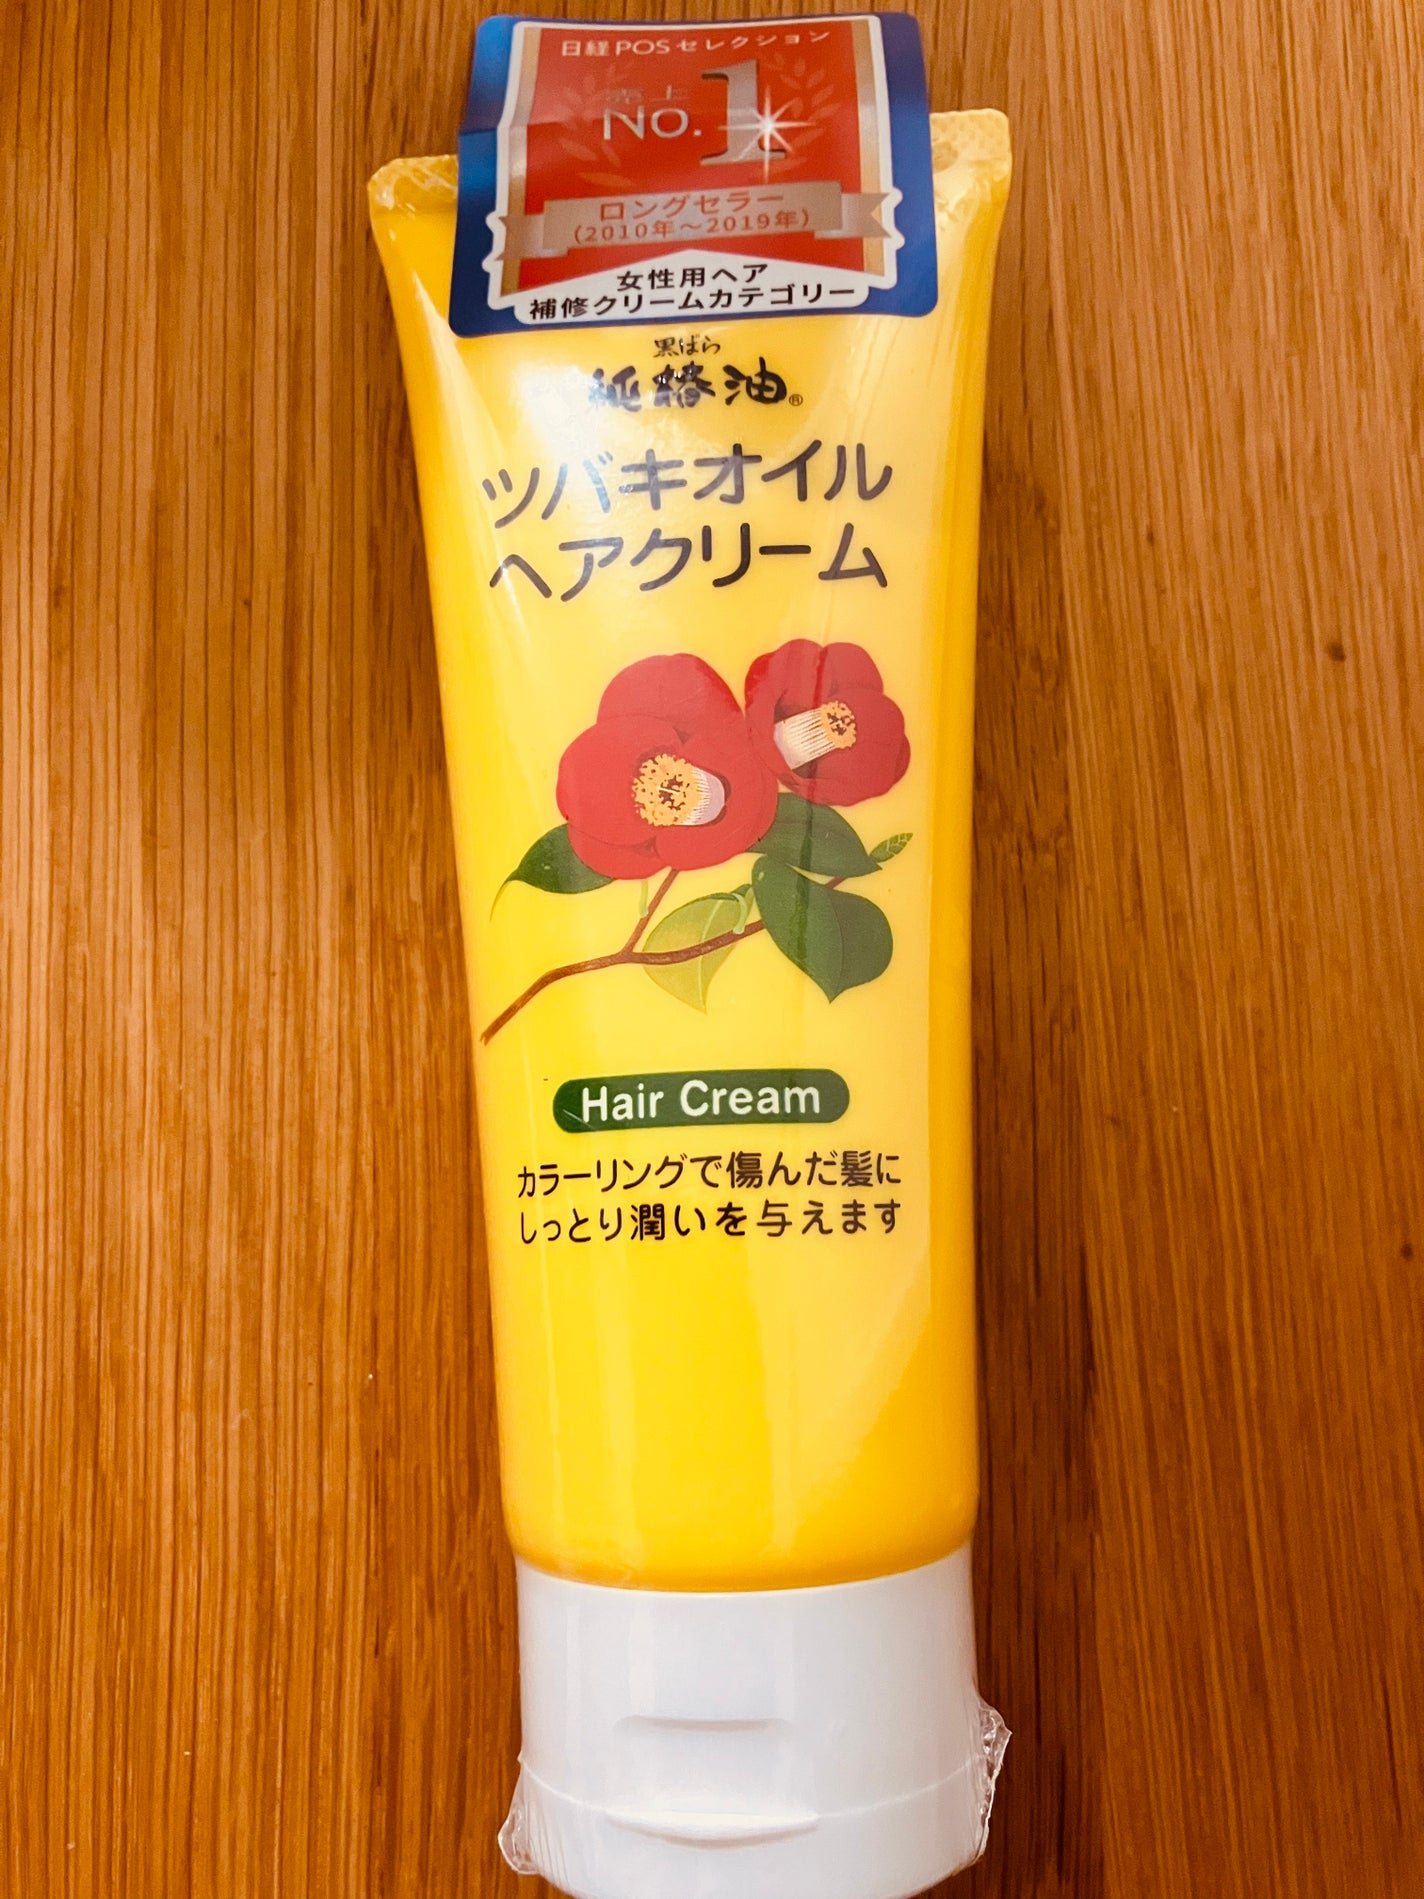 日経POSセレクション
売上
NO.1
ロングセラー
(2010年～2019年)
女性用ヘア
補修クリームカテゴリー
黒ばら
純椿油®
ツバキオイル
ヘアクリーム
Hair Cream
カラーリングで傷んだ髪に
しっとり潤いを与えます